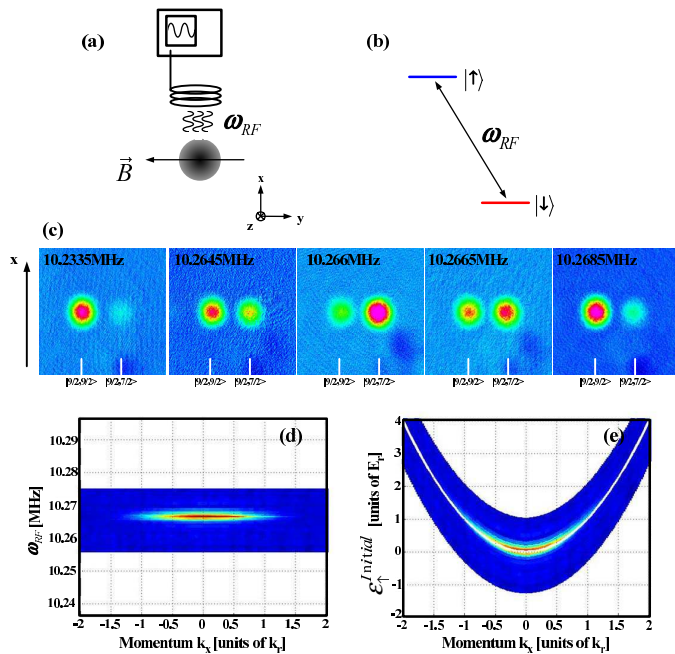 (a)
ω_RF
B⃗
x
z
y
(b)
|↑⟩
ω_RF
|↓⟩
(c)
x
10.2335MHz
10.2645MHz
10.266MHz
10.2665MHz
10.2685MHz
|9/2,9/2> |9/2,7/2>
|9/2,9/2> |9/2,7/2>
|9/2,9/2> |9/2,7/2>
|9/2,9/2> |9/2,7/2>
|9/2,9/2> |9/2,7/2>
(d)
10.29
10.28
10.27
10.26
10.25
10.24
ω_RF [MHz]
-2 -1.5 -1 -0.5 0 0.5 1 1.5 2
Momentum k_x [units of k_r]
(e)
4
3
2
1
0
-1
-2
ε_↑^Initial [units of E_r]
-2 -1.5 -1 -0.5 0 0.5 1 1.5 2
Momentum k_x [units of k_r]